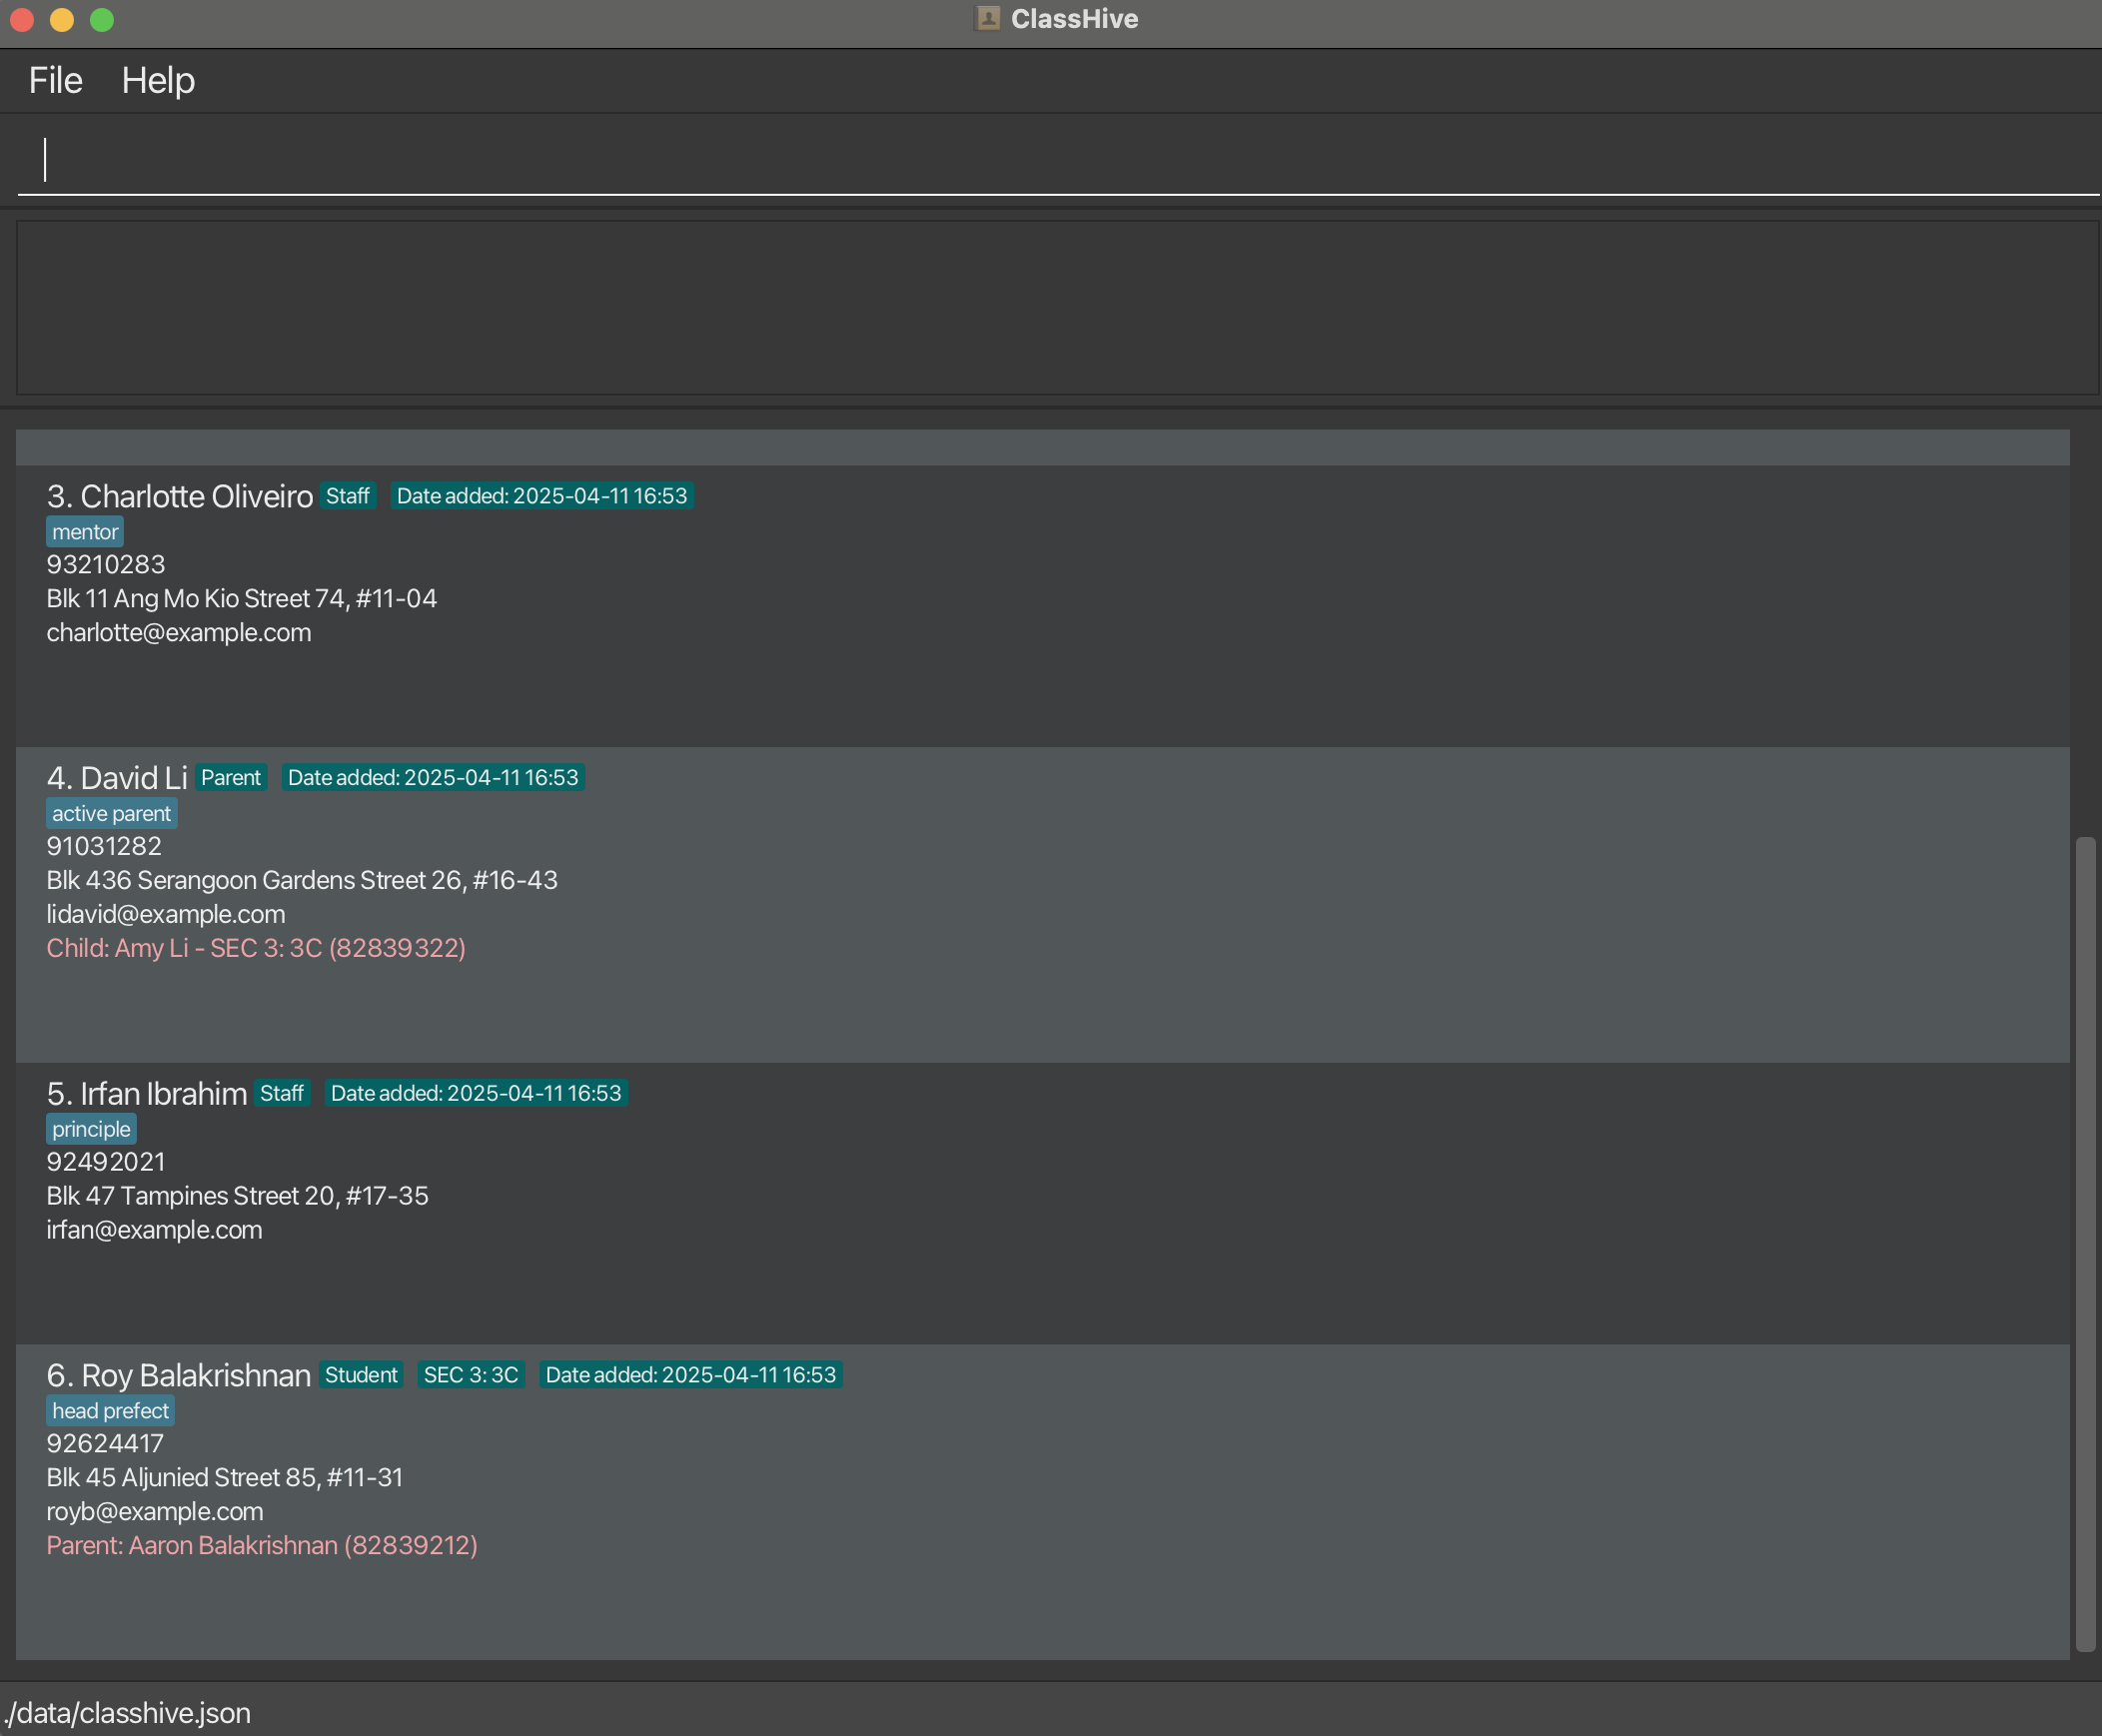 ClassHive
File Help
3. Charlotte Oliveiro Staff Date added: 2025-04-11 16:53
mentor
93210283
Blk 11 Ang Mo Kio Street 74, #11-04
charlotte@example.com
4. David Li Parent Date added: 2025-04-11 16:53
active parent
91031282
Blk 436 Serangoon Gardens Street 26, #16-43
lidavid@example.com
Child: Amy Li - SEC 3: 3C (82839322)
5. Irfan Ibrahim Staff Date added: 2025-04-11 16:53
principle
92492021
Blk 47 Tampines Street 20, #17-35
irfan@example.com
6. Roy Balakrishnan Student SEC 3: 3C Date added: 2025-04-11 16:53
head prefect
92624417
Blk 45 Aljunied Street 85, #11-31
royb@example.com
Parent: Aaron Balakrishnan (82839212)
./data/classhive.json